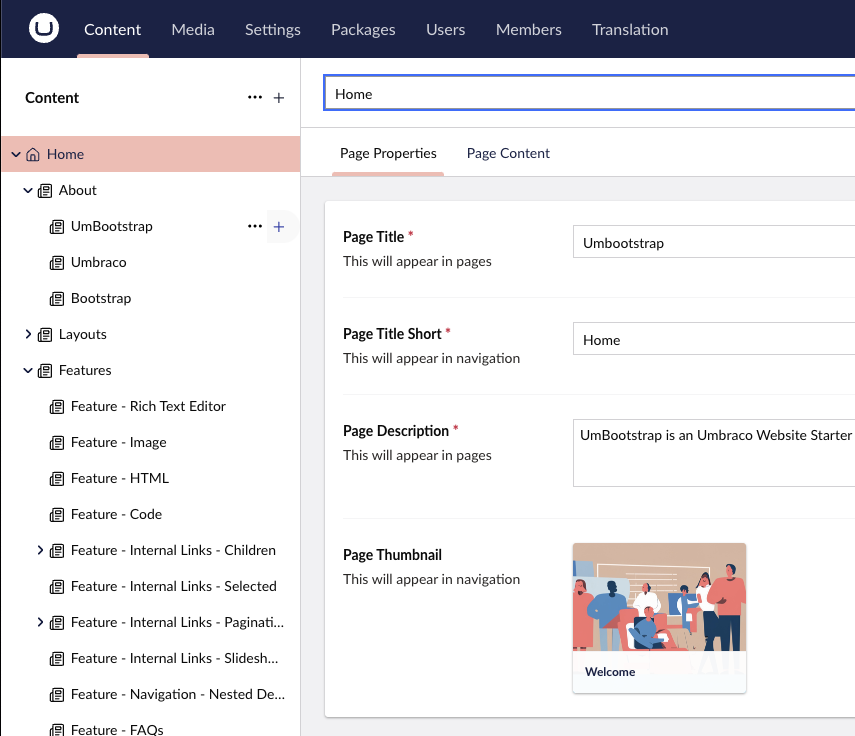 Content Media Settings Packages Users Members Translation
Content
Home
About
UmBootstrap
Umbraco
Bootstrap
Layouts
Features
Feature - Rich Text Editor
Feature - Image
Feature - HTML
Feature - Code
Feature - Internal Links - Children
Feature - Internal Links - Selected
Feature - Internal Links - Paginati...
Feature - Internal Links - Slidesh...
Feature - Navigation - Nested De...
Feature - FAQs
Home
Page Properties Page Content
Page Title *
This will appear in pages
Umbootstrap
Page Title Short *
This will appear in navigation
Home
Page Description *
This will appear in pages
UmBootstrap is an Umbraco Website Starter
Page Thumbnail
This will appear in navigation
Welcome